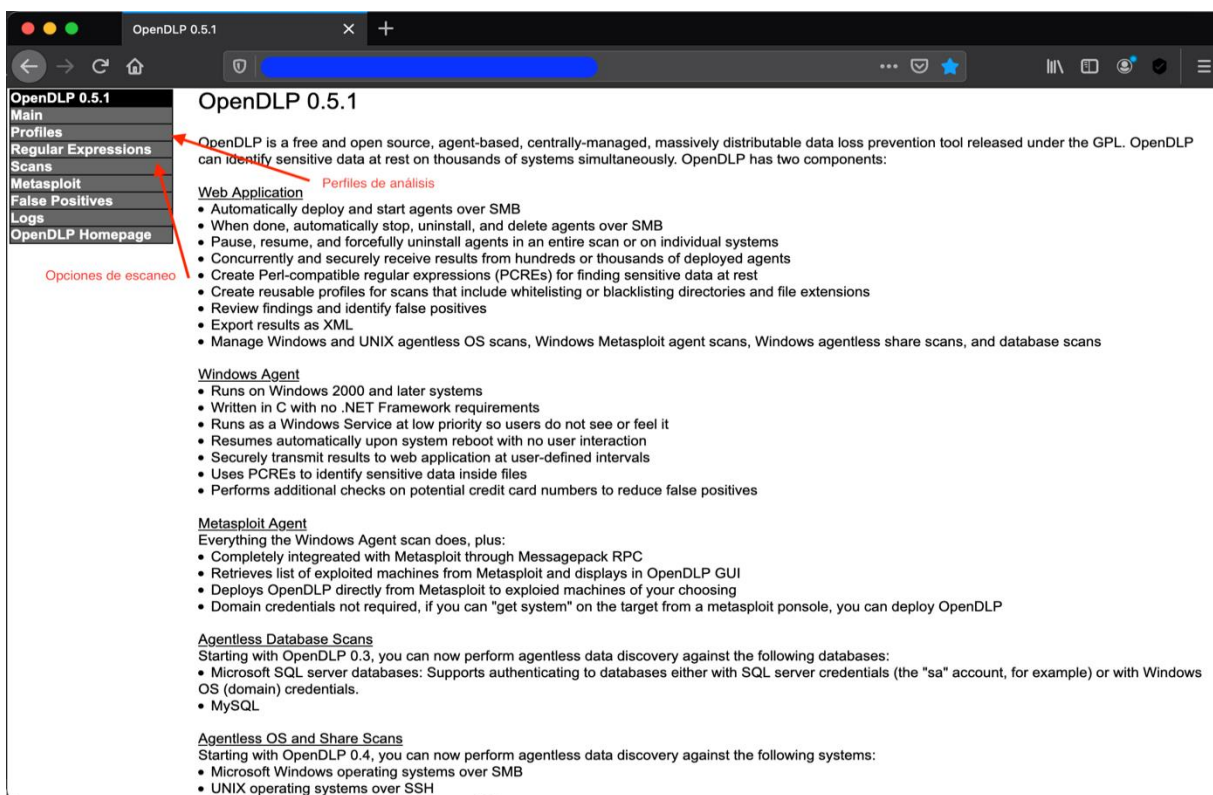 OpenDLP 0.5.1
OpenDLP 0.5.1
Main
Profiles
Regular Expressions
Scans
Metasploit
False Positives
Logs
OpenDLP Homepage
Perfiles de análisis
Opciones de escaneo
OpenDLP 0.5.1
OpenDLP is a free and open source, agent-based, centrally-managed, massively distributable data loss prevention tool released under the GPL. OpenDLP
can identify sensitive data at rest on thousands of systems simultaneously. OpenDLP has two components:
Web Application
• Automatically deploy and start agents over SMB
• When done, automatically stop, uninstall, and delete agents over SMB
• Pause, resume, and forcefully uninstall agents in an entire scan or on individual systems
• Concurrently and securely receive results from hundreds or thousands of deployed agents
• Create Perl-compatible regular expressions (PCREs) for finding sensitive data at rest
• Create reusable profiles for scans that include whitelisting or blacklisting directories and file extensions
• Review findings and identify false positives
• Export results as XML
• Manage Windows and UNIX agentless OS scans, Windows Metasploit agent scans, Windows agentless share scans, and database scans
Windows Agent
• Runs on Windows 2000 and later systems
• Written in C with no .NET Framework requirements
• Runs as a Windows Service at low priority so users do not see or feel it
• Resumes automatically upon system reboot with no user interaction
• Securely transmit results to web application at user-defined intervals
• Uses PCREs to identify sensitive data inside files
• Performs additional checks on potential credit card numbers to reduce false positives
Metasploit Agent
Everything the Windows Agent scan does, plus:
• Completely integreated with Metasploit through Messagepack RPC
• Retrieves list of exploited machines from Metasploit and displays in OpenDLP GUI
• Deploys OpenDLP directly from Metasploit to exploied machines of your choosing
• Domain credentials not required, if you can "get system" on the target from a metasploit ponsole, you can deploy OpenDLP
Agentless Database Scans
Starting with OpenDLP 0.3, you can now perform agentless data discovery against the following databases:
• Microsoft SQL server databases: Supports authenticating to databases either with SQL server credentials (the "sa" account, for example) or with Windows
OS (domain) credentials.
• MySQL
Agentless OS and Share Scans
Starting with OpenDLP 0.4, you can now perform agentless data discovery against the following systems:
• Microsoft Windows operating systems over SMB
• UNIX operating systems over SSH